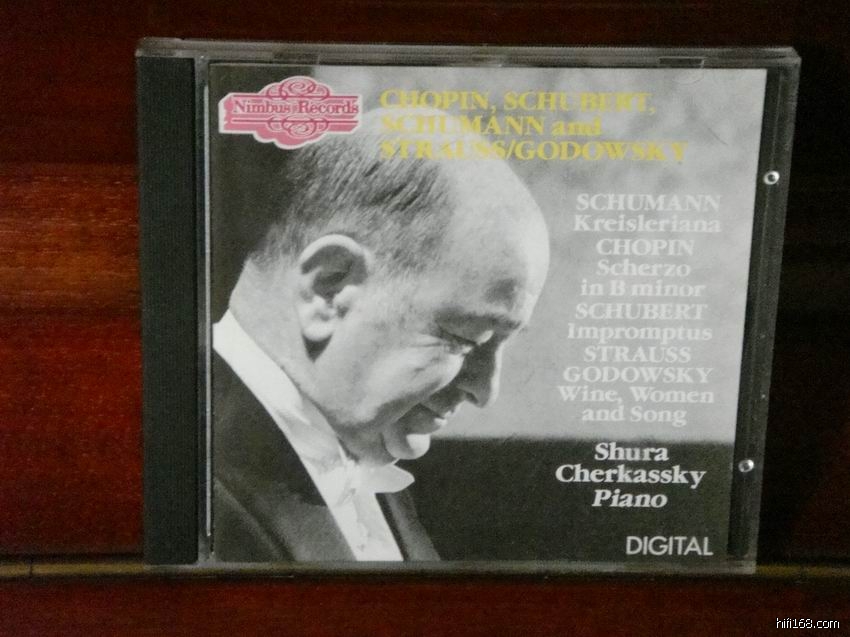 Nimbus Records
CHOPIN, SCHUBERT,
SCHUMANN and
STRAUSS/GODOWSKY
SCHUMANN
Kreisleriana
CHOPIN
Scherzo
in B minor
SCHUBERT
Impromptus
STRAUSS
GODOWSKY
Wine, Women
and Song
Shura
Cherkassky
Piano
DIGITAL
hifi168.com